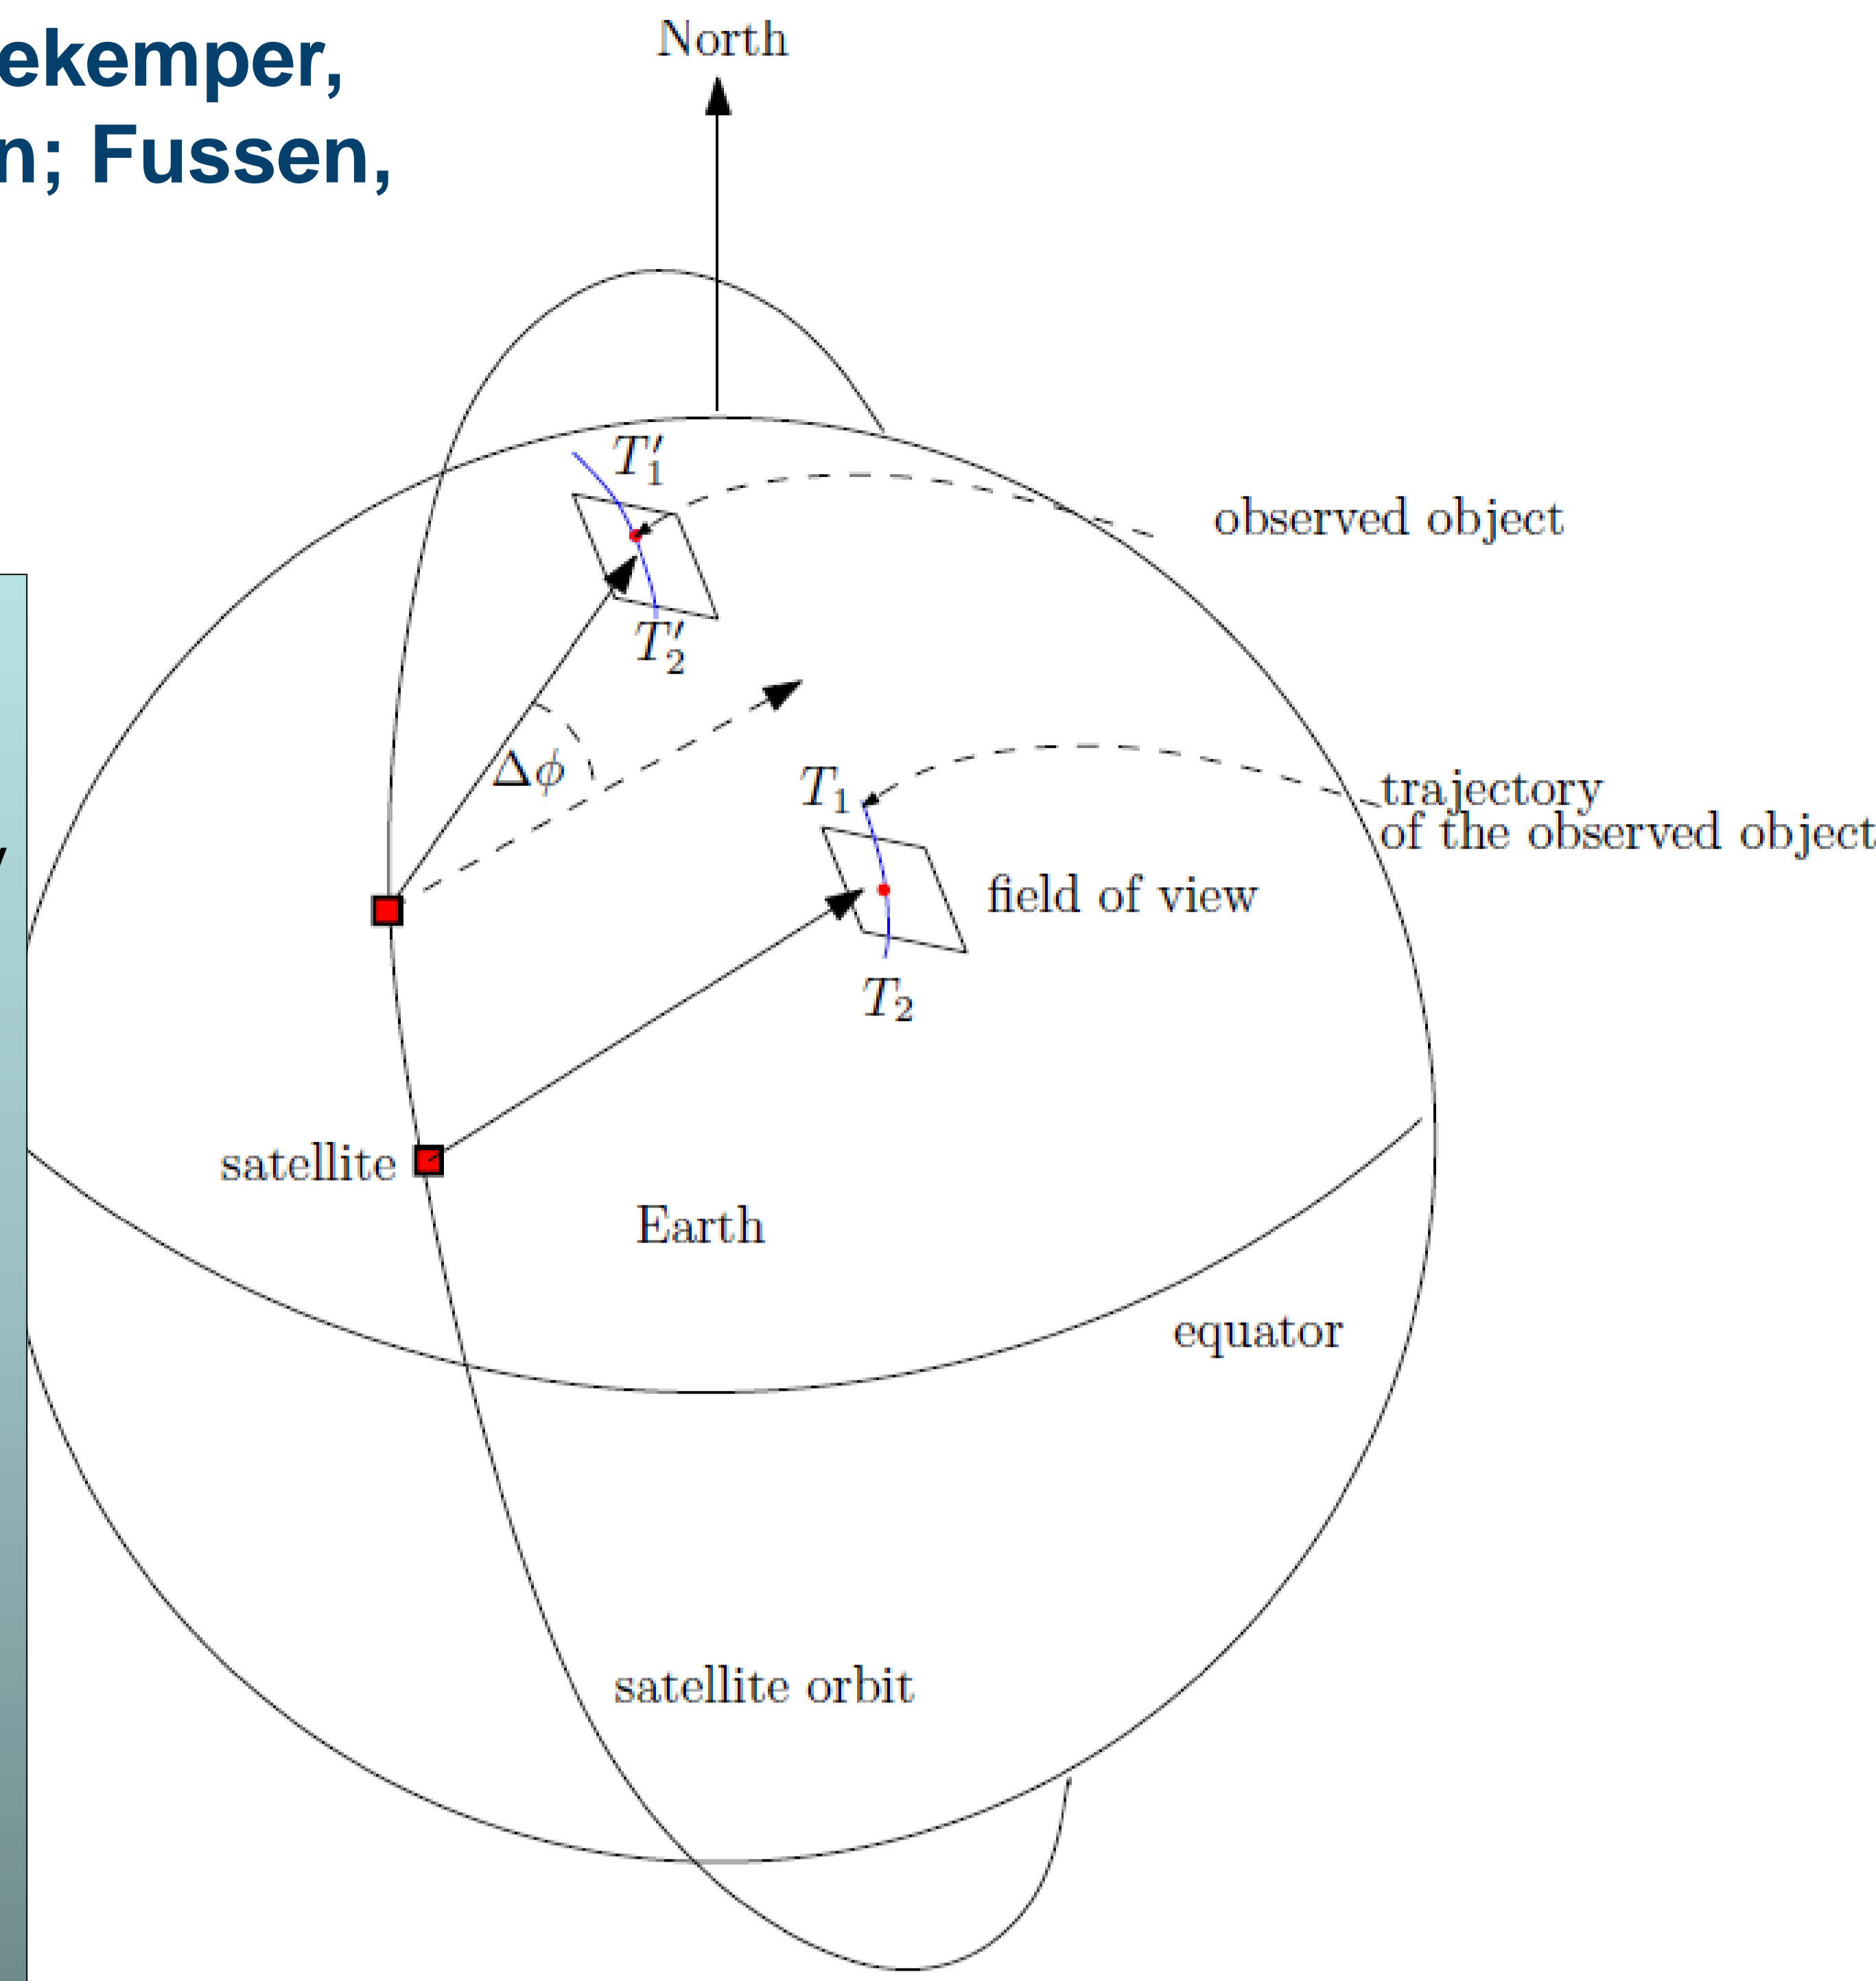 ekemper,
n; Fussen,
North
T′₁
observed object
T′₂
Δϕ
T₁
trajectory
of the observed object
y
field of view
T₂
satellite
Earth
equator
satellite orbit